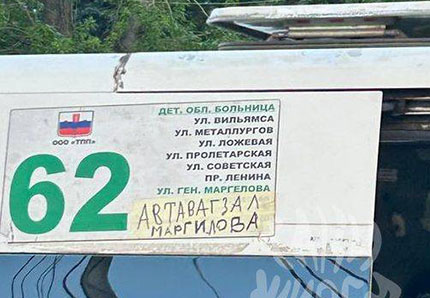 ДЕТ. ОБЛ. БОЛЬНИЦА
УЛ. ВИЛЬЯМСА
УЛ. МЕТАЛЛУРГОВ
УЛ. ЛОЖЕВАЯ
УЛ. ПРОЛЕТАРСКАЯ
УЛ. СОВЕТСКАЯ
ПР. ЛЕНИНА
УЛ. ГЕН. МАРГЕЛОВА
ООО «ТПП»
62
АВТАВАГЗАЛ
МАРГИЛОВА